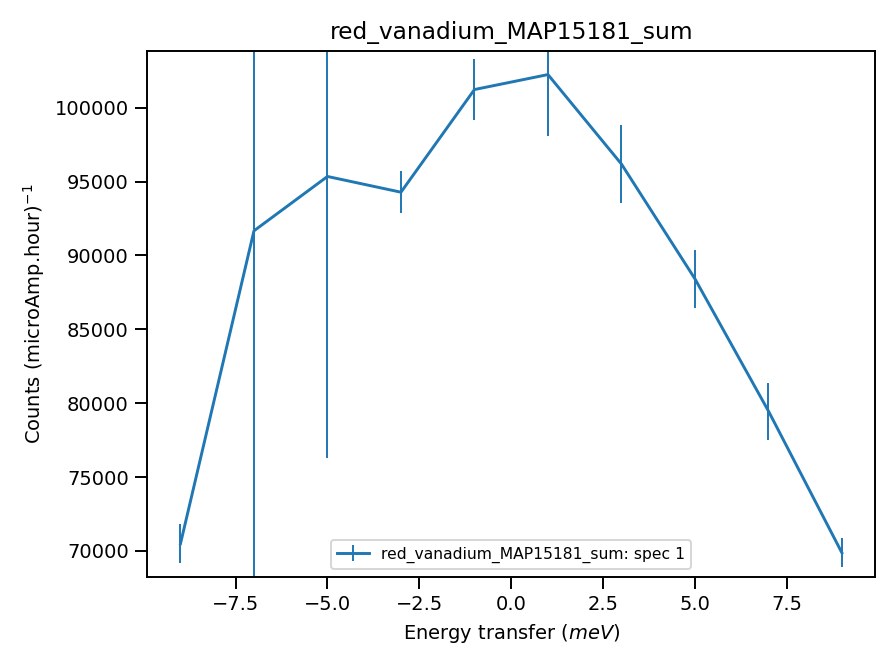 red_vanadium_MAP15181_sum
100000
95000
90000
85000
80000
75000
70000
Counts (microAmp.hour)⁻¹
red_vanadium_MAP15181_sum: spec 1
−7.5 −5.0 −2.5 0.0 2.5 5.0 7.5
Energy transfer (meV)